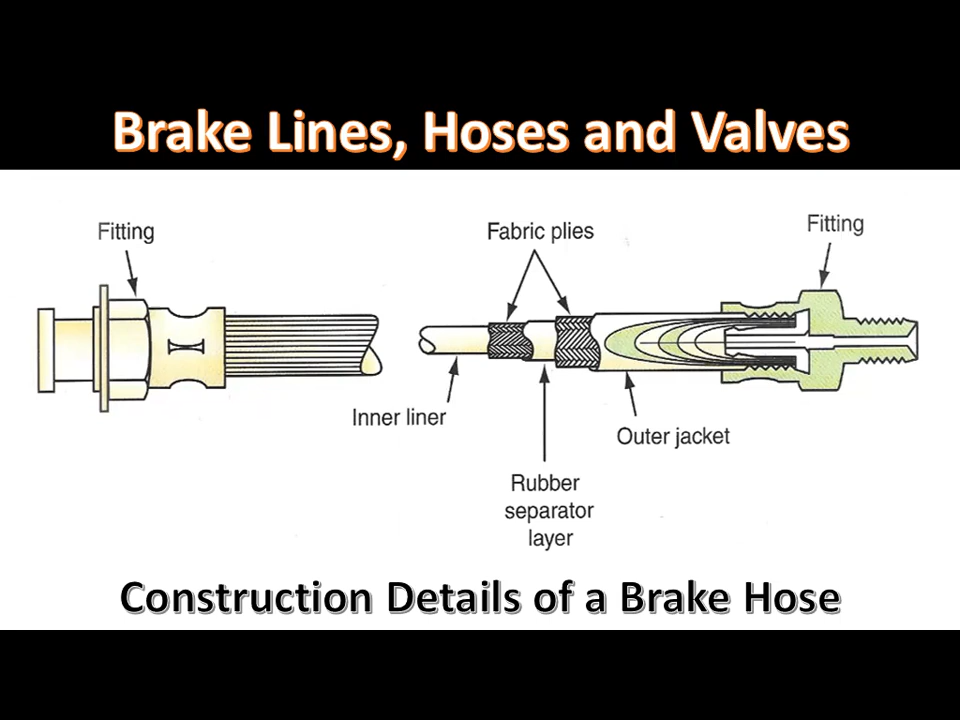 Brake Lines, Hoses and Valves
Fitting
Fabric plies
Fitting
Inner liner
Outer jacket
Rubber
separator
layer
Construction Details of a Brake Hose